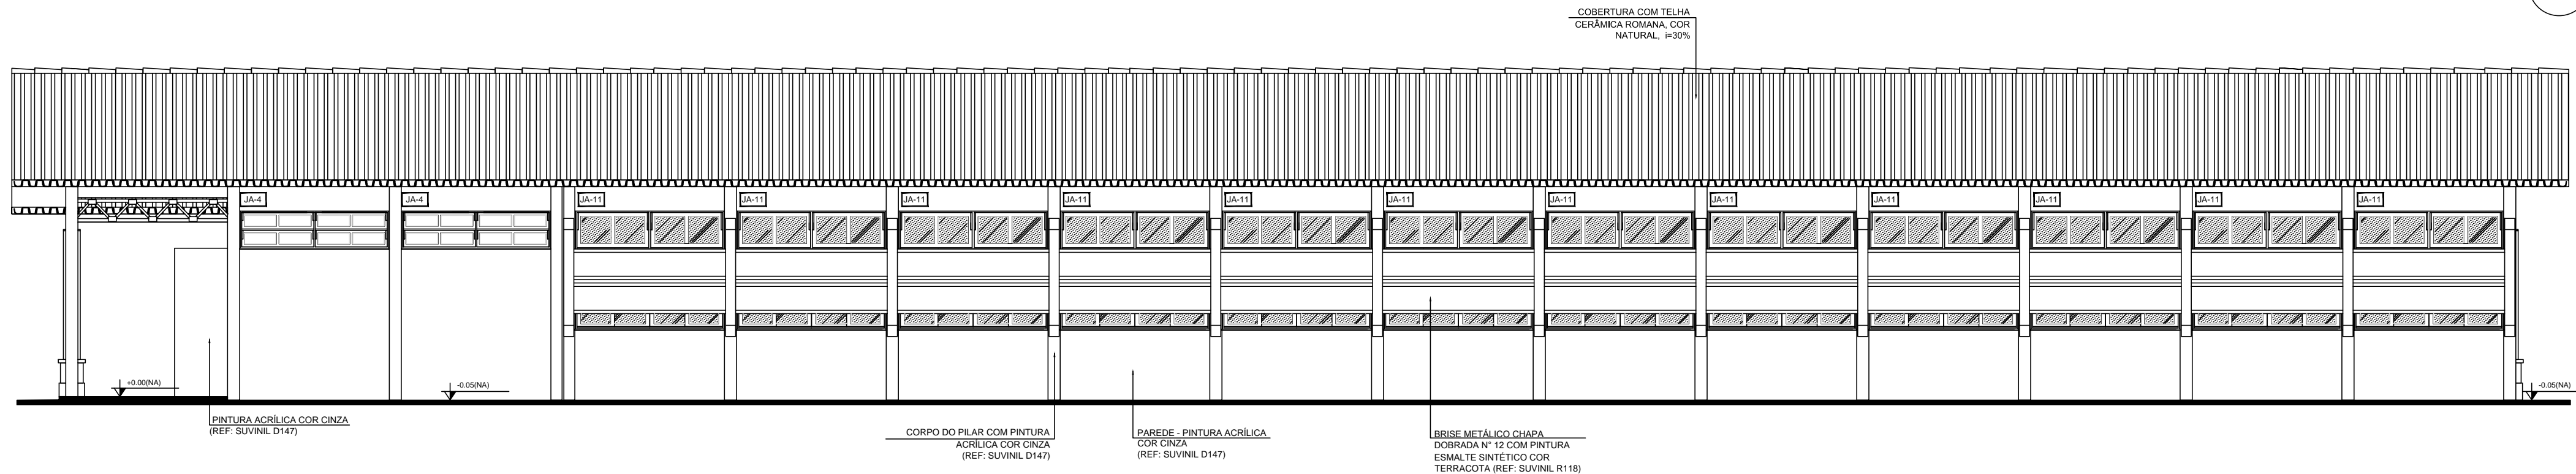 COBERTURA COM TELHA
CERÂMICA ROMANA, COR
NATURAL, i=30%
JA-4
JA-4
JA-11
JA-11
JA-11
JA-11
JA-11
JA-11
JA-11
JA-11
JA-11
JA-11
JA-11
JA-11
+0.00(NA)
-0.05(NA)
-0.05(NA)
PINTURA ACRÍLICA COR CINZA
(REF: SUVINIL D147)
CORPO DO PILAR COM PINTURA
ACRÍLICA COR CINZA
(REF: SUVINIL D147)
PAREDE - PINTURA ACRÍLICA
COR CINZA
(REF: SUVINIL D147)
BRISE METÁLICO CHAPA
DOBRADA N° 12 COM PINTURA
ESMALTE SINTÉTICO COR
TERRACOTA (REF: SUVINIL R118)